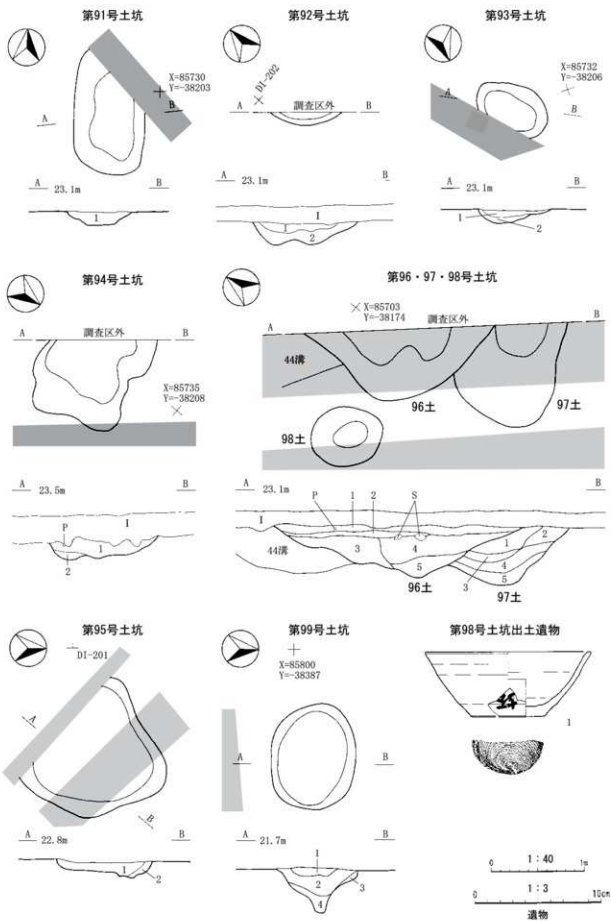 第91号土坑
X=85730
Y=-38203
A
B
A 23.1m B
1
第92号土坑
DI-202
A 調査区外 B
A 23.1m B
I
1
2
第93号土坑
X=85732
Y=-38206
A
B
A 23.1m B
1
2
第94号土坑
A 調査区外 B
X=85735
Y=-38208
A 23.5m B
P
I
1
2
第96・97・98号土坑
X=85703
Y=-38174
A 調査区外 B
44溝
96土
97土
98土
A 23.1m B
P 1 2 S
I
44溝
3
4
5
96土
1
2
3
4
5
97土
第95号土坑
DI-201
A
B
A 22.8m B
1
2
第99号土坑
X=85800
Y=-38387
A B
A 21.7m B
1
2
3
4
第98号土坑出土遺物
1
1：40
0 1m
1：3
0 10cm
遺物